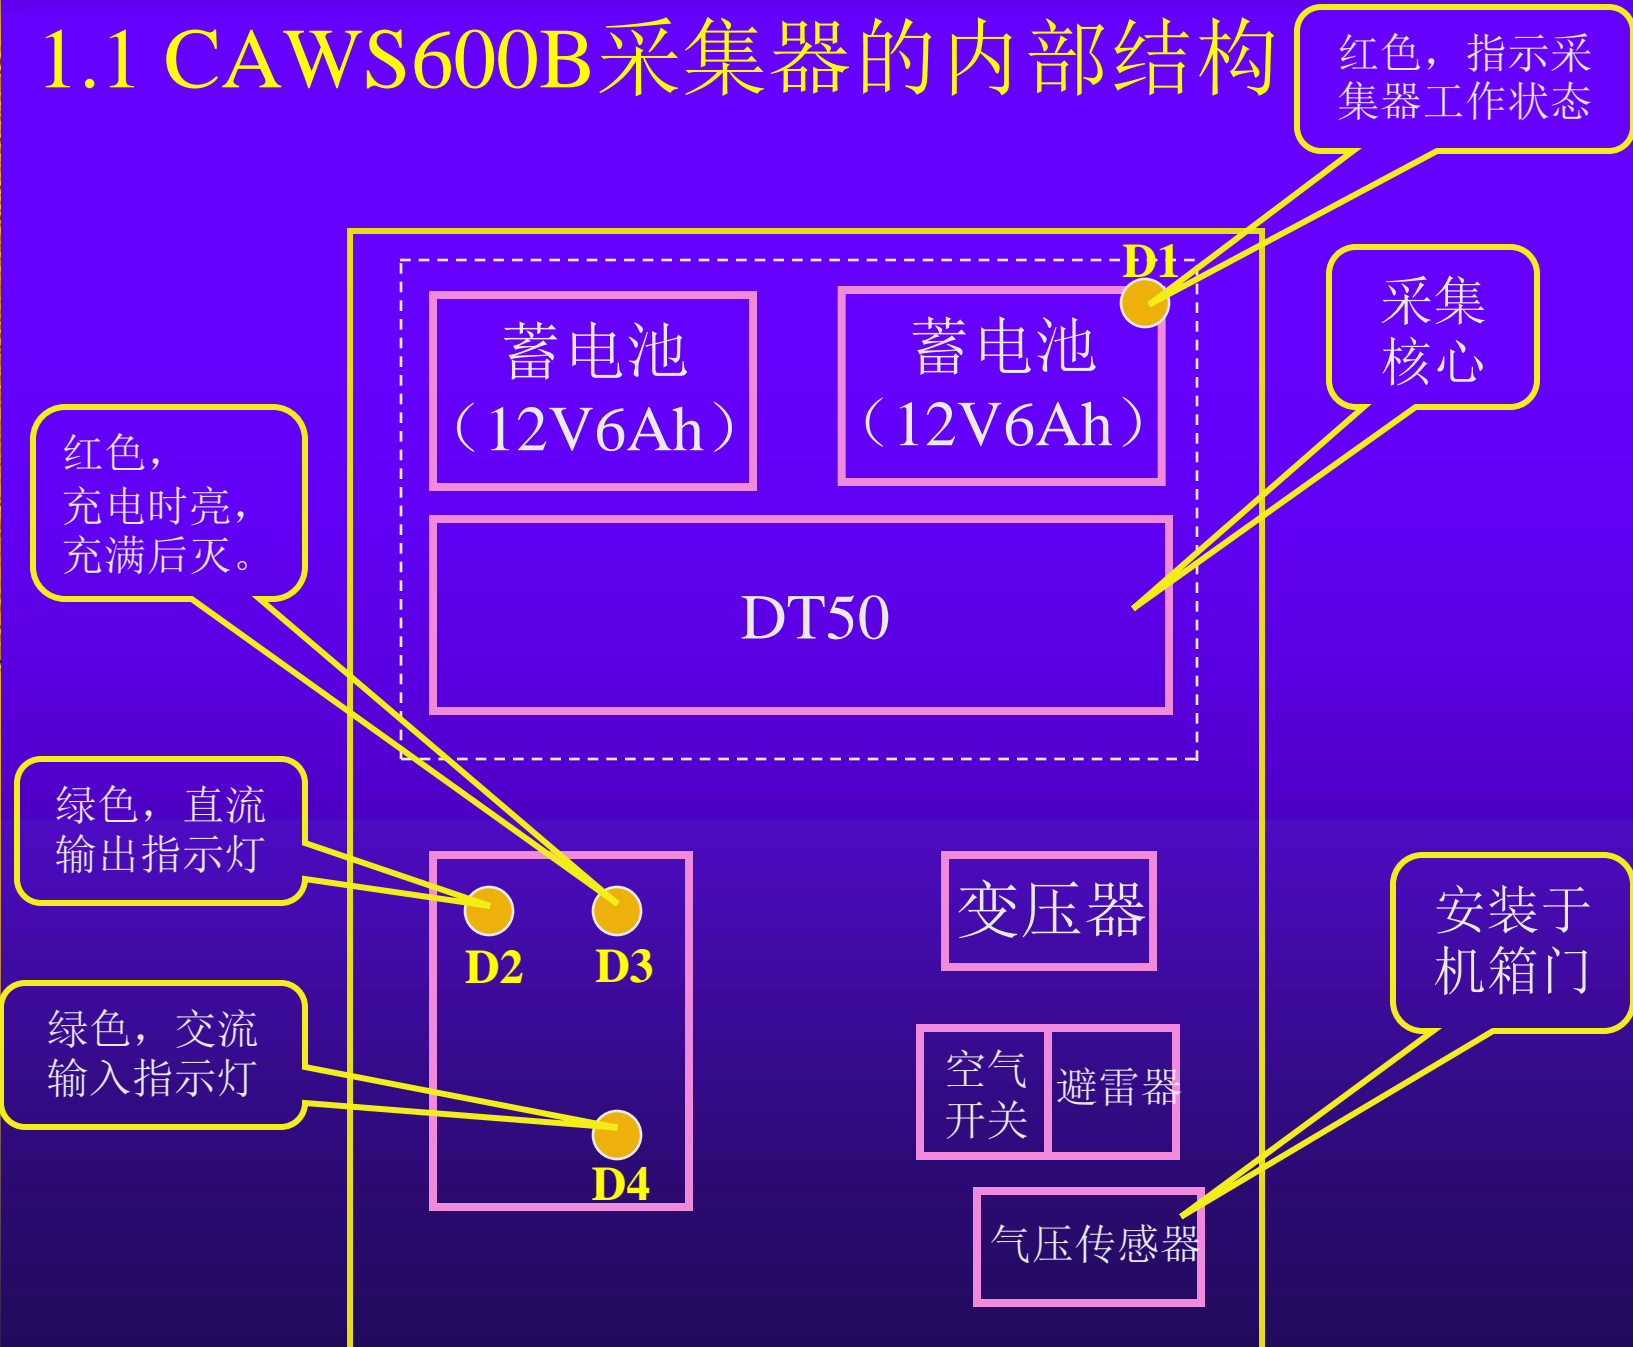 1.1 CAWS600B采集器的内部结构
红色，指示采
集器工作状态
D1
采集
核心
蓄电池
（12V6Ah）
蓄电池
（12V6Ah）
红色，
充电时亮，
充满后灭。
DT50
绿色，直流
输出指示灯
D2
D3
变压器
安装于
机箱门
绿色，交流
输入指示灯
D4
空气
开关
避雷器
气压传感器